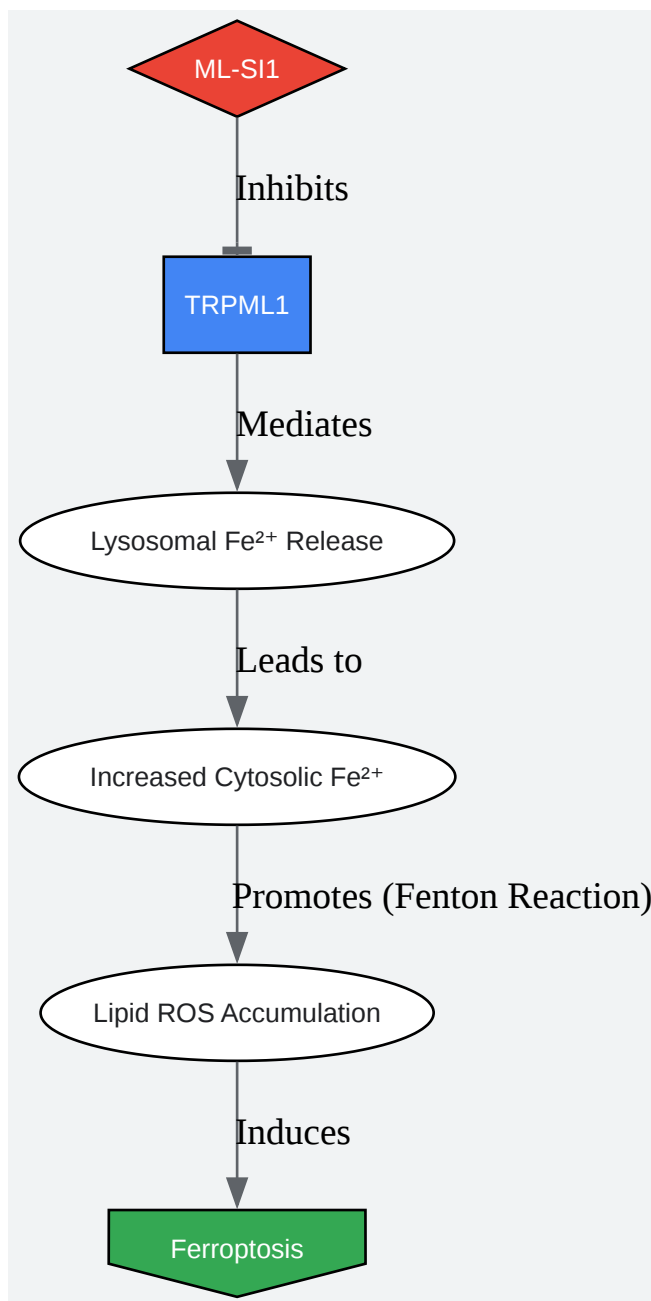 ML-SI1
Inhibits
TRPML1
Mediates
Lysosomal Fe²⁺ Release
Leads to
Increased Cytosolic Fe²⁺
Promotes (Fenton Reaction)
Lipid ROS Accumulation
Induces
Ferroptosis